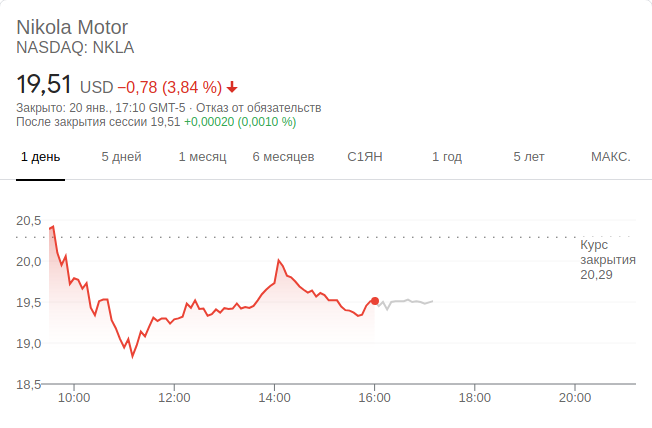 Nikola Motor
NASDAQ: NKLA
19,51 USD −0,78 (3,84 %)
Закрыто: 20 янв., 17:10 GMT-5 · Отказ от обязательств
После закрытия сессии 19,51 +0,00020 (0,0010 %)
1 день 5 дней 1 месяц 6 месяцев С1ЯН 1 год 5 лет МАКС.
20,5
Курс
закрытия
20,29
20,0
19,5
19,0
18,5
10:00 12:00 14:00 16:00 18:00 20:00